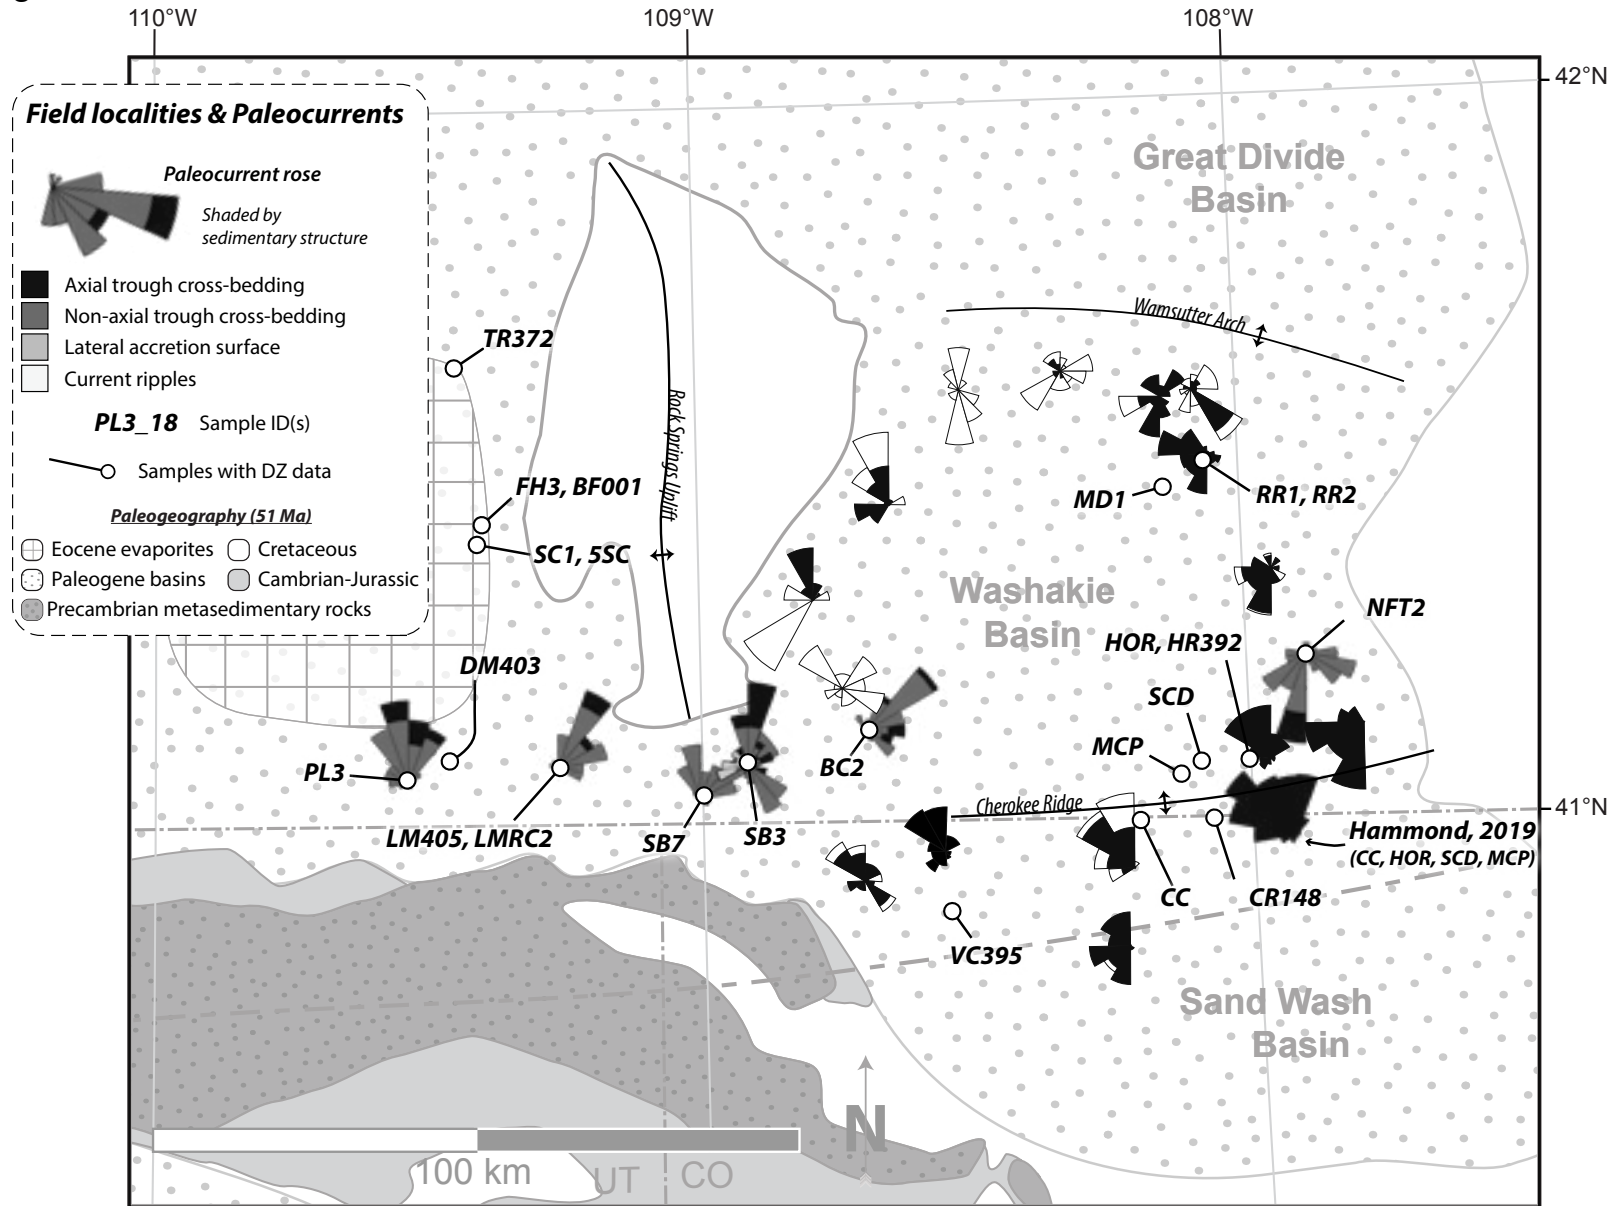 110°W
109°W
108°W
42°N
Field localities & Paleocurrents
Paleocurrent rose
Shaded by
sedimentary structure
Axial trough cross-bedding
Non-axial trough cross-bedding
Lateral accretion surface
Current ripples
PL3_18 Sample ID(s)
Samples with DZ data
Paleogeography (51 Ma)
Eocene evaporites Cretaceous
Paleogene basins Cambrian-Jurassic
Precambrian metasedimentary rocks
Great Divide
Basin
Wamsutter Arch
TR372
Rock Springs Uplift
FH3, BF001
SC1, 5SC
MD1
RR1, RR2
Washakie
Basin
NFT2
HOR, HR392
DM403
SCD
MCP
PL3
BC2
Cherokee Ridge
41°N
LM405, LMRC2
SB7
SB3
Hammond, 2019
(CC, HOR, SCD, MCP)
CC
CR148
VC395
Sand Wash
Basin
N
100 km
UT
CO